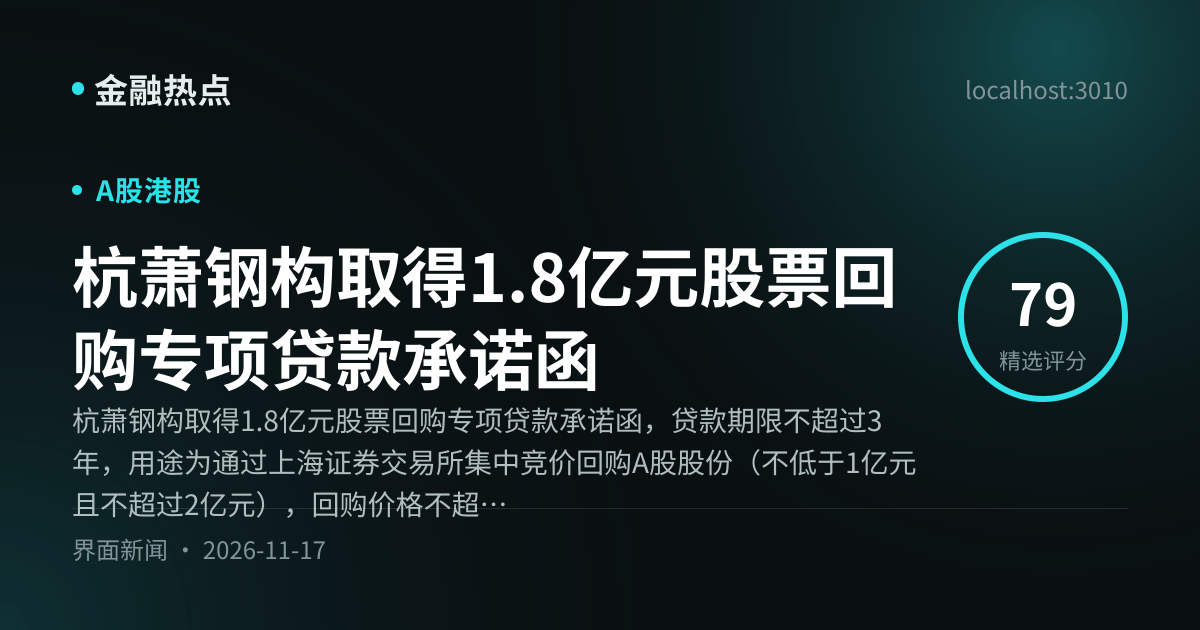 金融热点
localhost:3010
A股港股
杭萧钢构取得1.8亿元股票回
购专项贷款承诺函
79
精选评分
杭萧钢构取得1.8亿元股票回购专项贷款承诺函，贷款期限不超过3
年，用途为通过上海证券交易所集中竞价回购A股股份（不低于1亿元
且不超过2亿元），回购价格不超…
界面新闻 • 2026-11-17